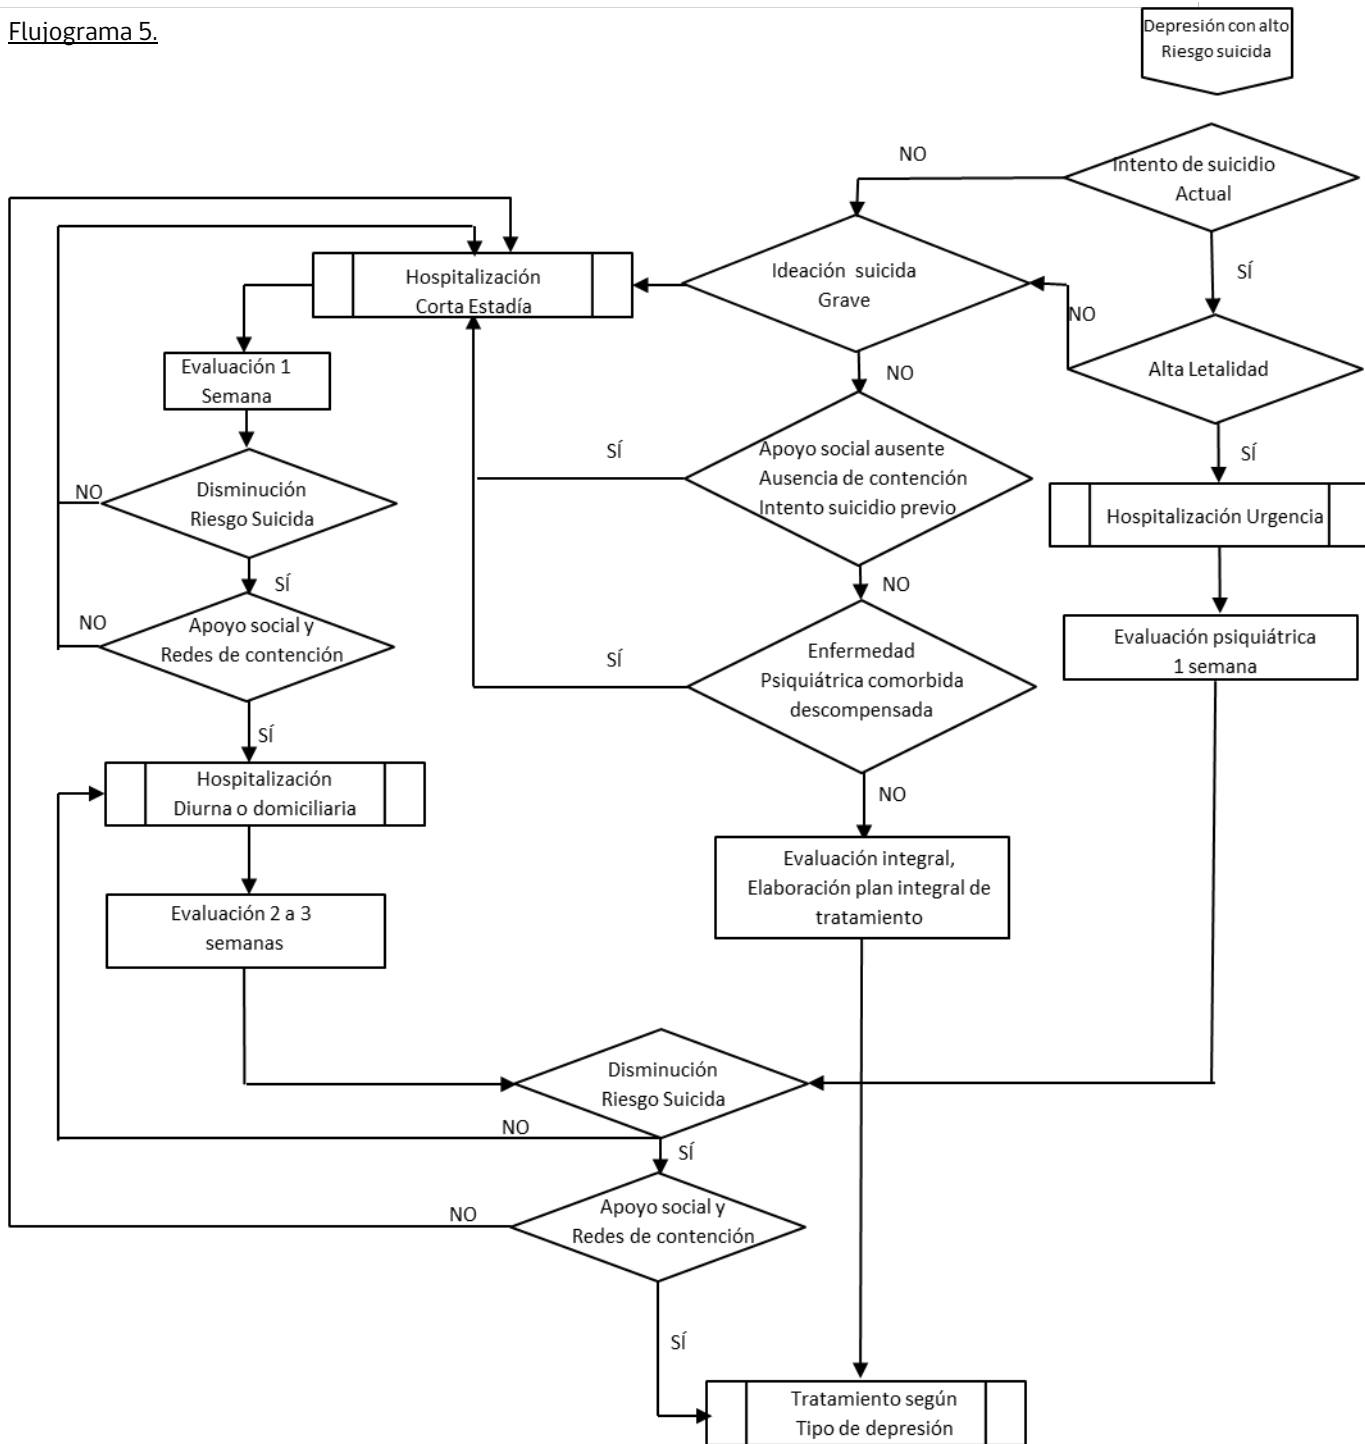 Flujograma 5.
Depresión con alto
Riesgo suicida
Intento de suicidio
Actual
NO
SÍ
Ideación suicida
Grave
Hospitalización
Corta Estadía
NO
Alta Letalidad
Evaluación 1
Semana
NO
SÍ
Apoyo social ausente
Ausencia de contención
Intento suicidio previo
SÍ
Disminución
Riesgo Suicida
NO
Hospitalización Urgencia
SÍ
NO
Apoyo social y
Redes de contención
NO
Enfermedad
Psiquiátrica comorbida
descompensada
SÍ
Evaluación psiquiátrica
1 semana
SÍ
Hospitalización
Diurna o domiciliaria
NO
Evaluación integral,
Elaboración plan integral de
tratamiento
Evaluación 2 a 3
semanas
Disminución
Riesgo Suicida
NO
SÍ
Apoyo social y
Redes de contención
NO
SÍ
Tratamiento según
Tipo de depresión